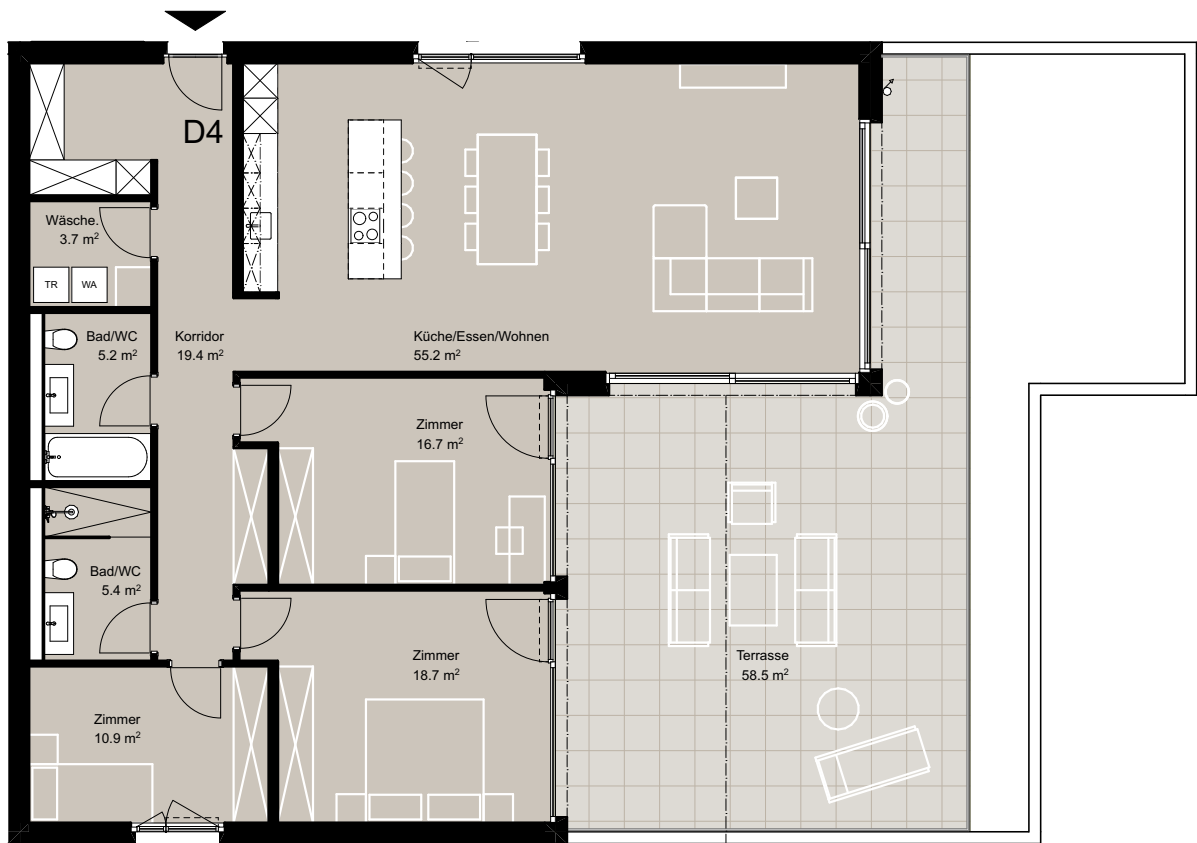 D4
Wäsche.
3.7 m²
TR
WA
Bad/WC
5.2 m²
Korridor
19.4 m²
Küche/Essen/Wohnen
55.2 m²
Zimmer
16.7 m²
Bad/WC
5.4 m²
Zimmer
18.7 m²
Terrasse
58.5 m²
Zimmer
10.9 m²